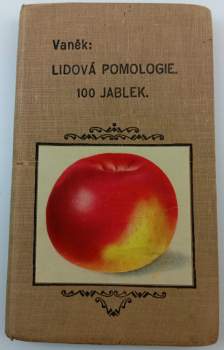 Vaněk:
LIDOVÁ POMOLOGIE.
100 JABLEK.